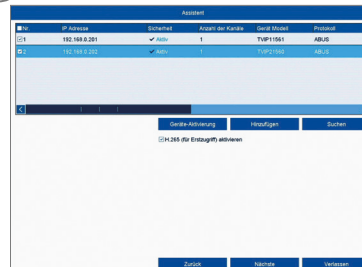 Assistent
Nr. IP Adresse Sicherheit Anzahl der Kanäle Gerät Modell Protokoll
1 192.168.0.201 Aktiv 1 TVIP11561 ABUS
2 192.168.0.202 Aktiv 1 ABUS
Geräte-Aktivierung Hinzufügen Suchen
H.265 (für Erstzugriff) aktivieren
Zurück Nächste Verlassen